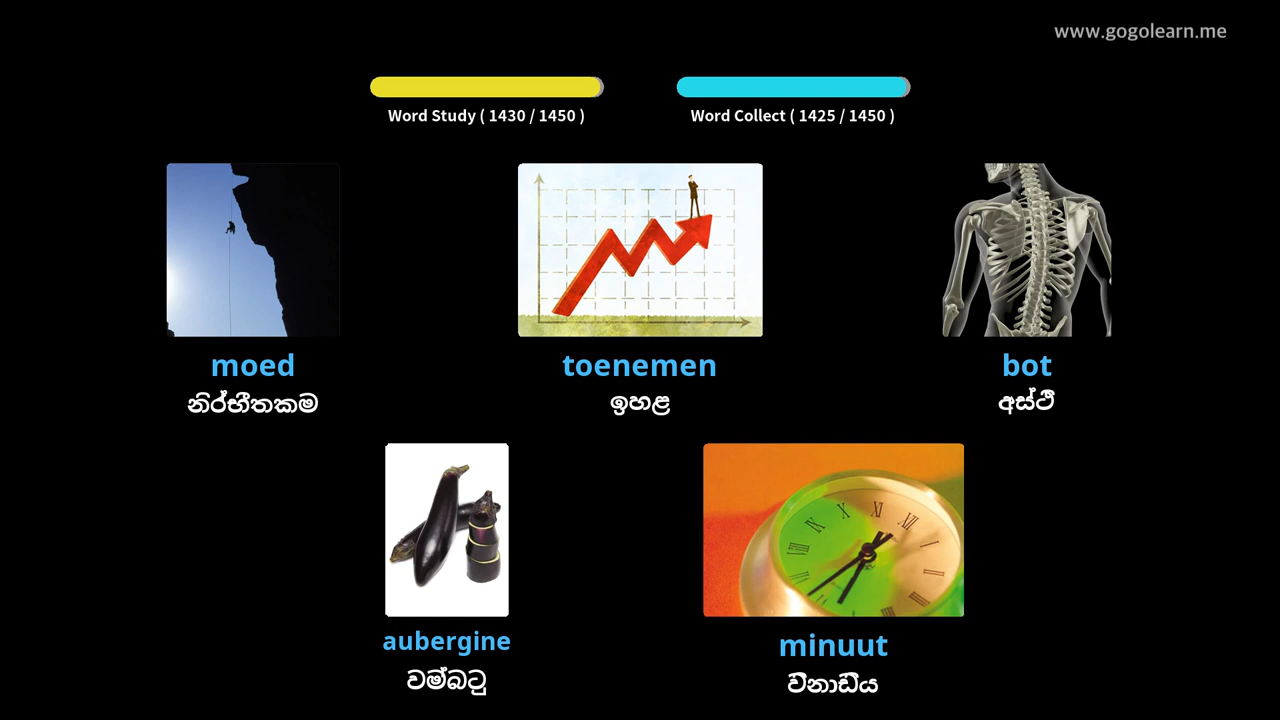 www.gogolearn.me
Word Study ( 1430 / 1450 )
Word Collect ( 1425 / 1450 )
moed
නිර්භීතකම
toenemen
ඉහළ
bot
අස්ථි
aubergine
වම්බටු
minuut
විනාඩිය